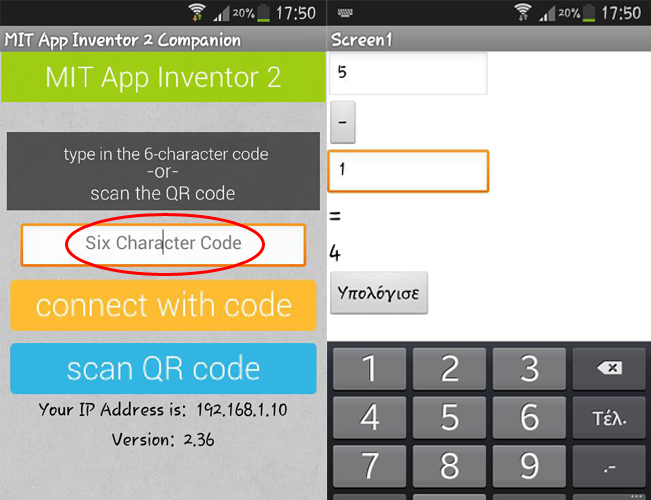 20% 17:50
MIT App Inventor 2 Companion
MIT App Inventor 2
type in the 6-character code
-or-
scan the QR code
Six Character Code
connect with code
scan QR code
Your IP Address is: 192.168.1.10
Version: 2.36
20% 17:50
Screen1
5
-
1
=
4
Υπολόγισε
1 2 3
4 5 6 Τέλ.
7 8 9 .-